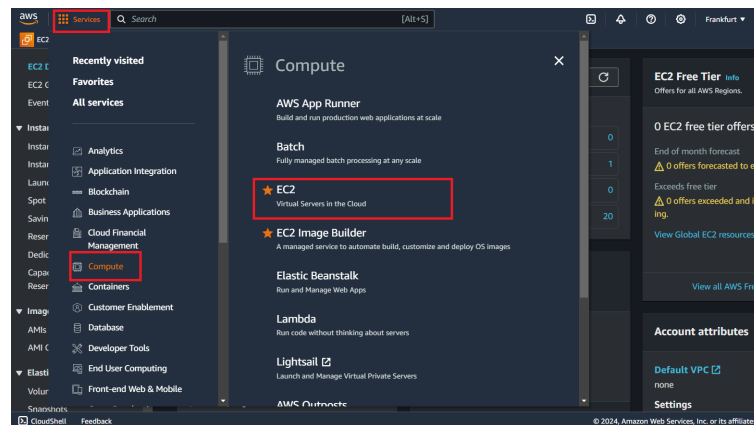 aws
Services
Search
[Alt+S]
Frankfurt
EC2
EC2 D
EC2 G
Event
Instar
Instar
Instar
Laun
Spot
Savin
Reser
Dedic
Capac
Reser
Imag
AMIs
AMI C
Elasti
Volur
Snapshots
Recently visited
Favorites
All services
Analytics
Application Integration
Blockchain
Business Applications
Cloud Financial
Management
Compute
Containers
Customer Enablement
Database
Developer Tools
End User Computing
Front-end Web & Mobile
Compute
AWS App Runner
Build and run production web applications at scale
Batch
Fully managed batch processing at any scale
EC2
Virtual Servers in the Cloud
EC2 Image Builder
A managed service to automate build, customize and deploy OS images
Elastic Beanstalk
Run and Manage Web Apps
Lambda
Run code without thinking about servers
Lightsail
Launch and Manage Virtual Private Servers
AWS Outposts
0
1
0
20
EC2 Free Tier Info
Offers for all AWS Regions.
0 EC2 free tier offers
End of month forecast
0 offers forecasted to e
Exceeds free tier
0 offers exceeded and i
ing.
View Global EC2 resources
View all AWS Fre
Account attributes
Default VPC
none
Settings
CloudShell Feedback
© 2024, Amazon Web Services, Inc. or its affiliate